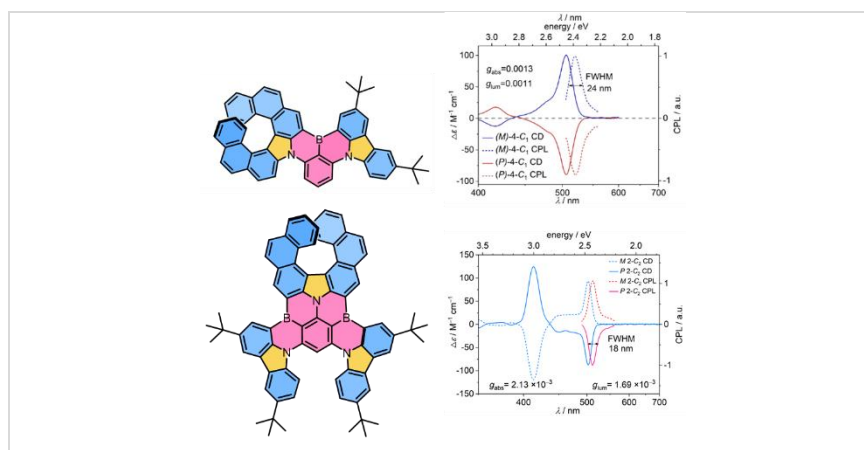 λ / nm
energy / eV
3.0 2.8 2.6 2.4 2.2 2.0 1.8
100
50
0
-50
-100
Δε / M⁻¹ cm⁻¹
g_abs=0.0013
g_lum=0.0011
FWHM
24 nm
(M)-4-C₁ CD
(M)-4-C₁ CPL
(P)-4-C₁ CD
(P)-4-C₁ CPL
1
0
-1
CPL / a.u.
400 500 600 700
λ / nm
B
N
N
energy / eV
3.5 3.0 2.5 2
150
100
50
0
-50
-100
-150
Δε / M⁻¹ cm⁻¹
M 2-C₂ CD
P 2-C₂ CD
M 2-C₂ CPL
P 2-C₂ CPL
FWHM
18 nm
g_abs = 2.13 ×10⁻³
g_lum = 1.69 ×10⁻³
1
0
-1
CPL / a.u.
400 500 600 700
λ / nm
N
B
B
N
N